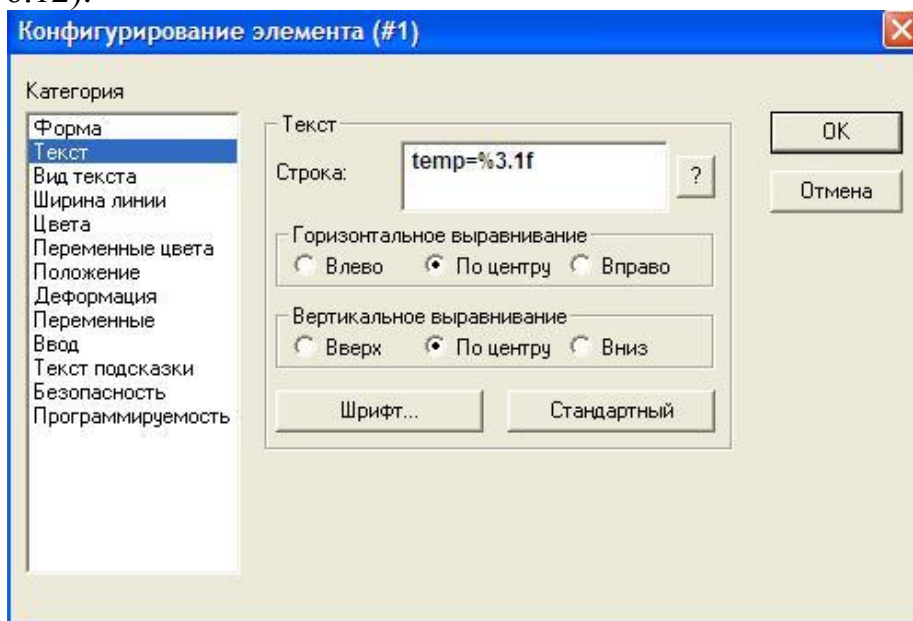 6.12).
Конфигурирование элемента (#1)
Категория
Форма
Текст
Вид текста
Ширина линии
Цвета
Переменные цвета
Положение
Деформация
Переменные
Ввод
Текст подсказки
Безопасность
Программируемость
Текст
Строка:
temp=%3.1f
?
Горизонтальное выравнивание
Влево По центру Вправо
Вертикальное выравнивание
Вверх По центру Вниз
Шрифт... Стандартный
OK
Отмена